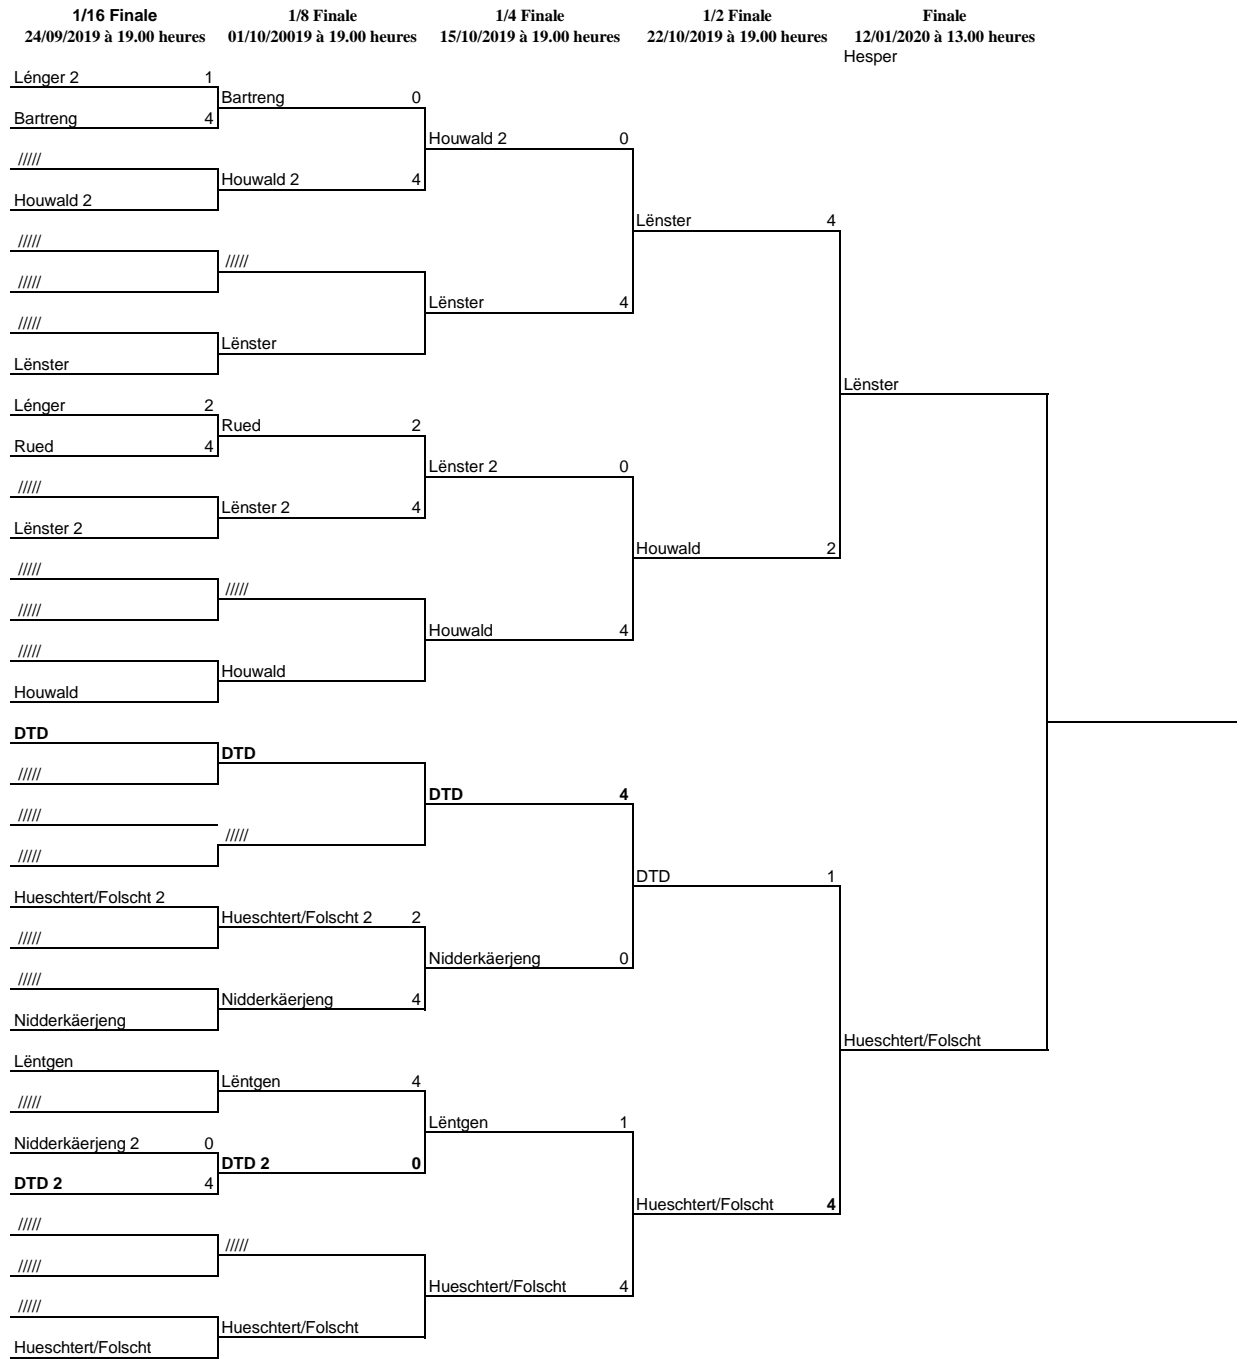 1/16 Finale 1/8 Finale 1/4 Finale 1/2 Finale Finale
24/09/2019 à 19.00 heures 01/10/20019 à 19.00 heures 15/10/2019 à 19.00 heures 22/10/2019 à 19.00 heures 12/01/2020 à 13.00 heures
Hesper
Lénger 2 1
Bartreng 0
Bartreng 4
Houwald 2 0
/////
Houwald 2 4
Houwald 2
Lënster 4
/////
/////
/////
Lënster 4
/////
Lënster
Lënster
Lënster
Lénger 2
Rued 2
Rued 4
Lënster 2 0
/////
Lënster 2 4
Lënster 2
Houwald 2
/////
/////
/////
Houwald 4
/////
Houwald
Houwald
DTD
DTD
/////
DTD 4
/////
/////
/////
DTD 1
Hueschtert/Folscht 2
Hueschtert/Folscht 2 2
/////
Nidderkäerjeng 0
/////
Nidderkäerjeng 4
Nidderkäerjeng
Hueschtert/Folscht
Lëntgen
Lëntgen 4
/////
Lëntgen 1
Nidderkäerjeng 2 0
DTD 2 0
DTD 2 4
Hueschtert/Folscht 4
/////
/////
/////
Hueschtert/Folscht 4
/////
Hueschtert/Folscht
Hueschtert/Folscht